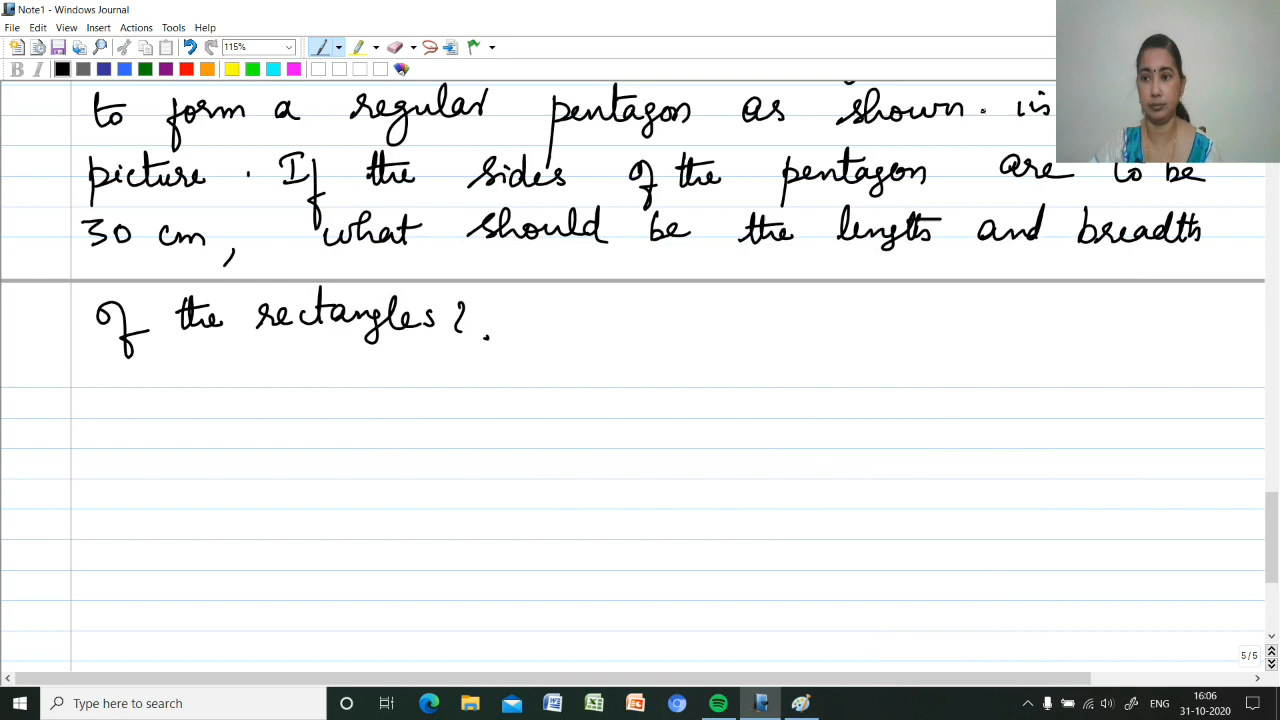 Note1 - Windows Journal
File Edit View Insert Actions Tools Help
115%
B I
to form a regular pentagon as shown. in
picture. If the sides of the pentagon are to be
30 cm, what should be the length and breadth
of the rectangles?.
5/5
Type here to search
ENG
16:06
31-10-2020